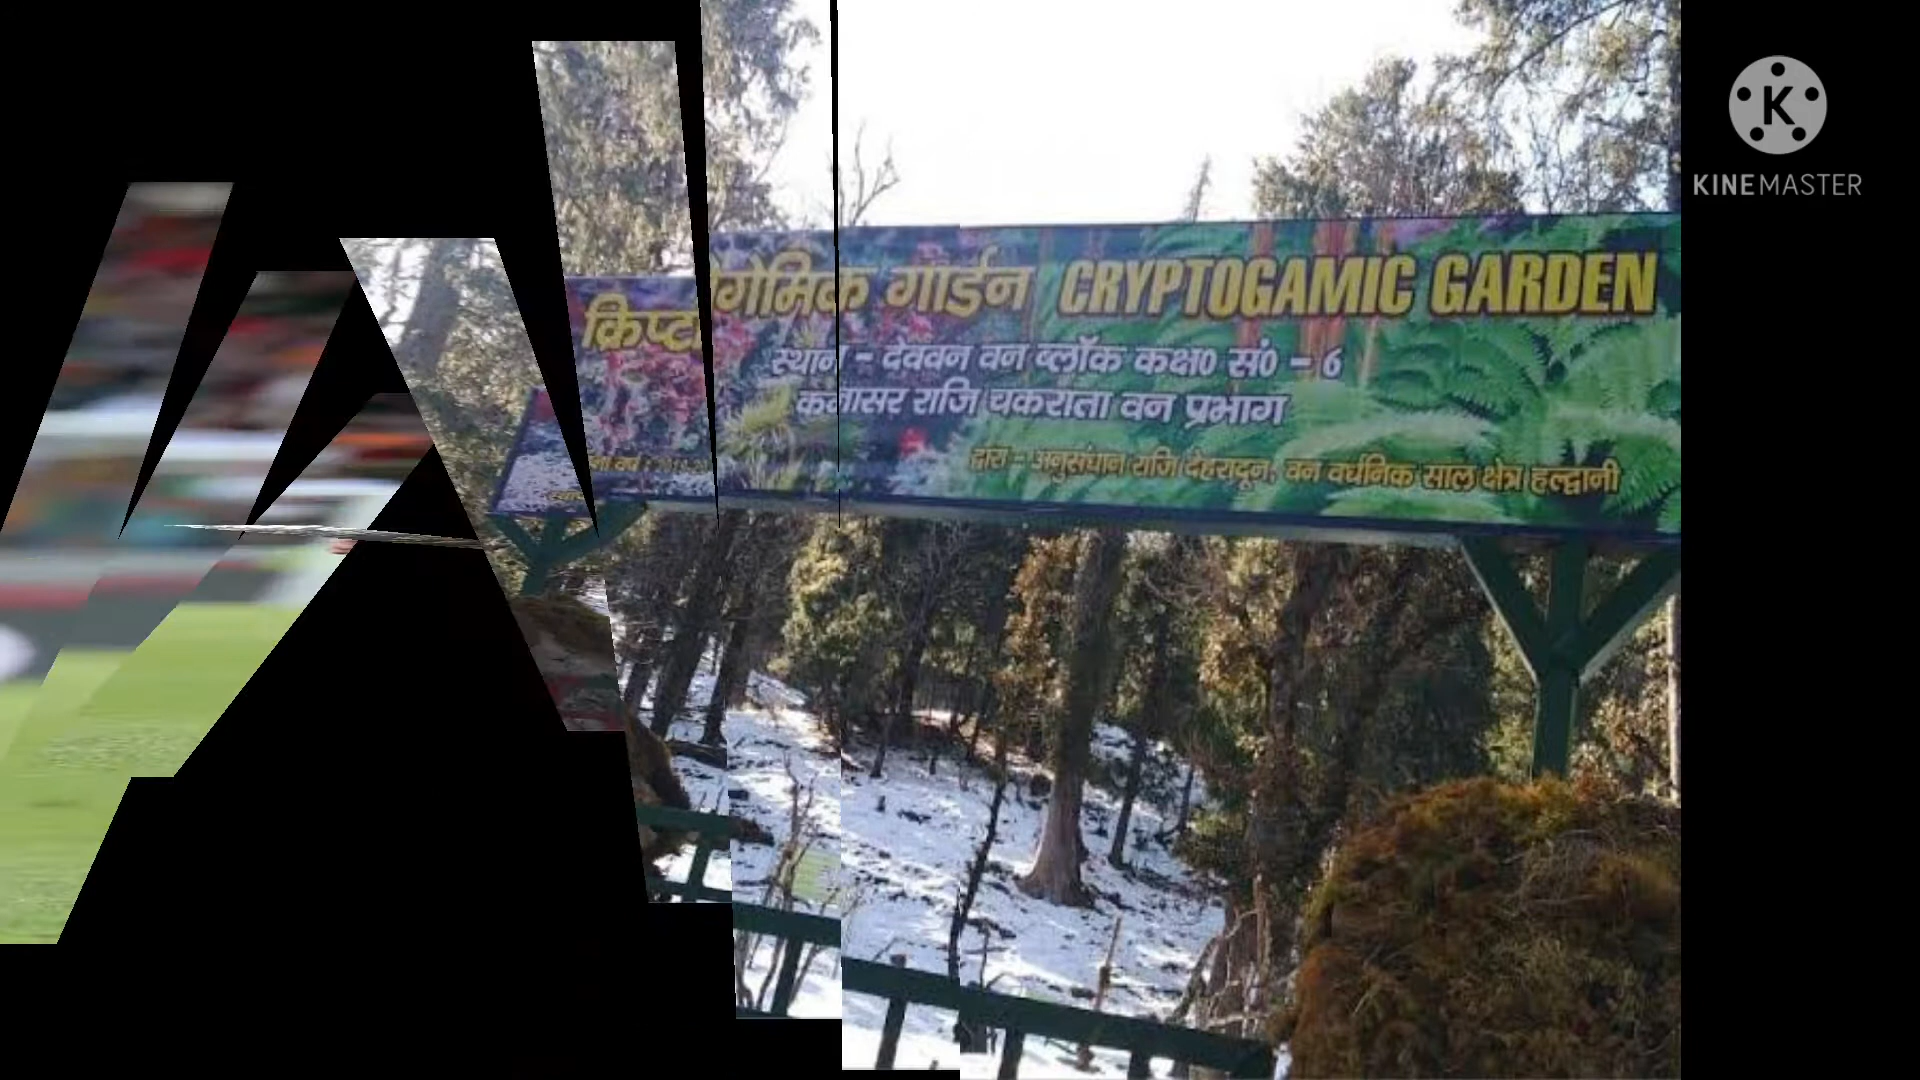 क्रिप्टोगेमिक गार्डन CRYPTOGAMIC GARDEN
स्थान - देववन वन ब्लॉक कक्ष० सं० - 6
कनासर राजि चकराता वन प्रभाग
द्वारा - अनुसंधान राजि देहरादून, वन वर्धनिक साल क्षेत्र हल्द्वानी
KINEMASTER